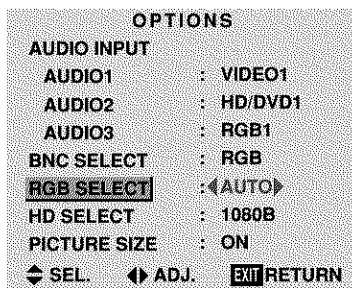 OPTIONS
AUDIO INPUT
AUDIO1 : VIDEO1
AUDIO2 : HD/DVD1
AUDIO3 : RGB1
BNC SELECT : RGB
RGB SELECT : AUTO
HD SELECT : 1080B
PICTURE SIZE : ON
SEL. ADJ. EXIT RETURN